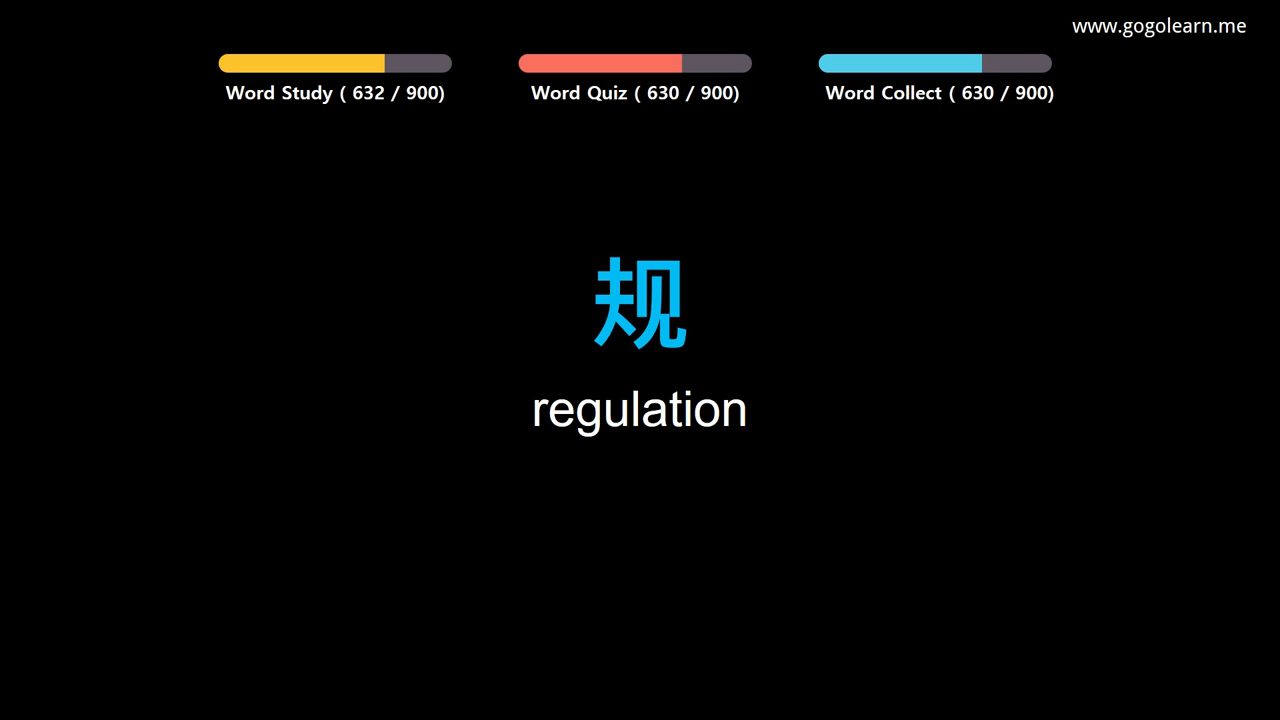 www.gogolearn.me
Word Study ( 632 / 900)
Word Quiz ( 630 / 900)
Word Collect ( 630 / 900)
规
regulation